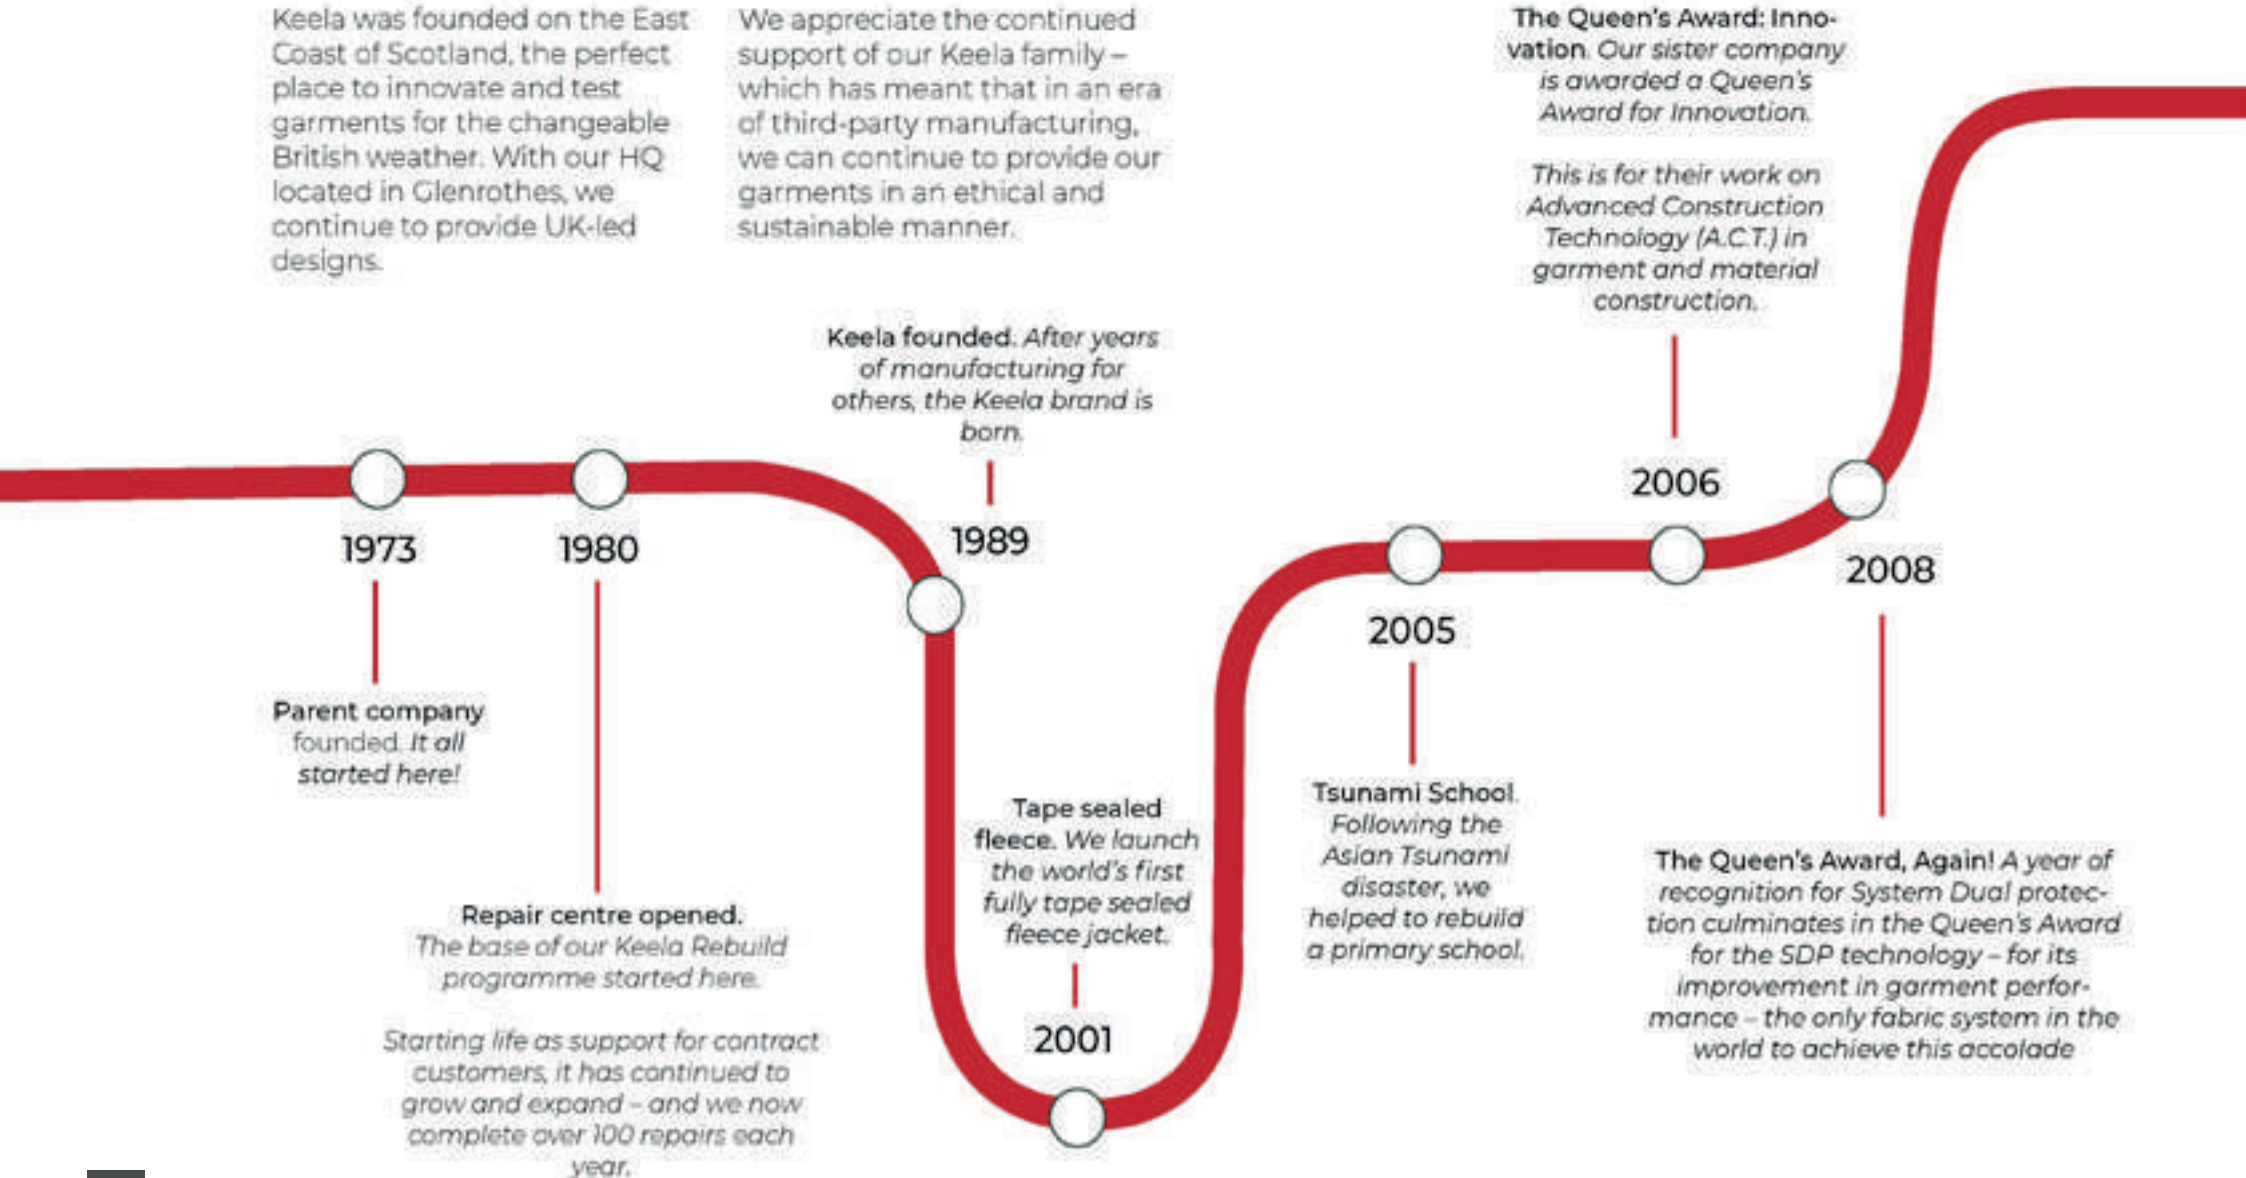 Keela was founded on the East
Coast of Scotland, the perfect
place to innovate and test
garments for the changeable
British weather. With our HQ
located in Glenrothes, we
continue to provide UK-led
designs.
We appreciate the continued
support of our Keela family –
which has meant that in an era
of third-party manufacturing,
we can continue to provide our
garments in an ethical and
sustainable manner.
The Queen's Award: Inno-
vation. Our sister company
is awarded a Queen's
Award for Innovation.
This is for their work on
Advanced Construction
Technology (A.C.T.) in
garment and material
construction.
Keela founded. After years
of manufacturing for
others, the Keela brand is
born.
1973
Parent company
founded. It all
started here!
1980
Repair centre opened.
The base of our Keela Rebuild
programme started here.
Starting life as support for contract
customers, it has continued to
grow and expand – and we now
complete over 100 repairs each
year.
1989
Tape sealed
fleece. We launch
the world's first
fully tape sealed
fleece jacket.
2001
2005
Tsunami School.
Following the
Asian Tsunami
disaster, we
helped to rebuild
a primary school.
2006
2008
The Queen's Award, Again! A year of
recognition for System Dual protec-
tion culminates in the Queen's Award
for the SDP technology – for its
improvement in garment perfor-
mance – the only fabric system in the
world to achieve this accolade